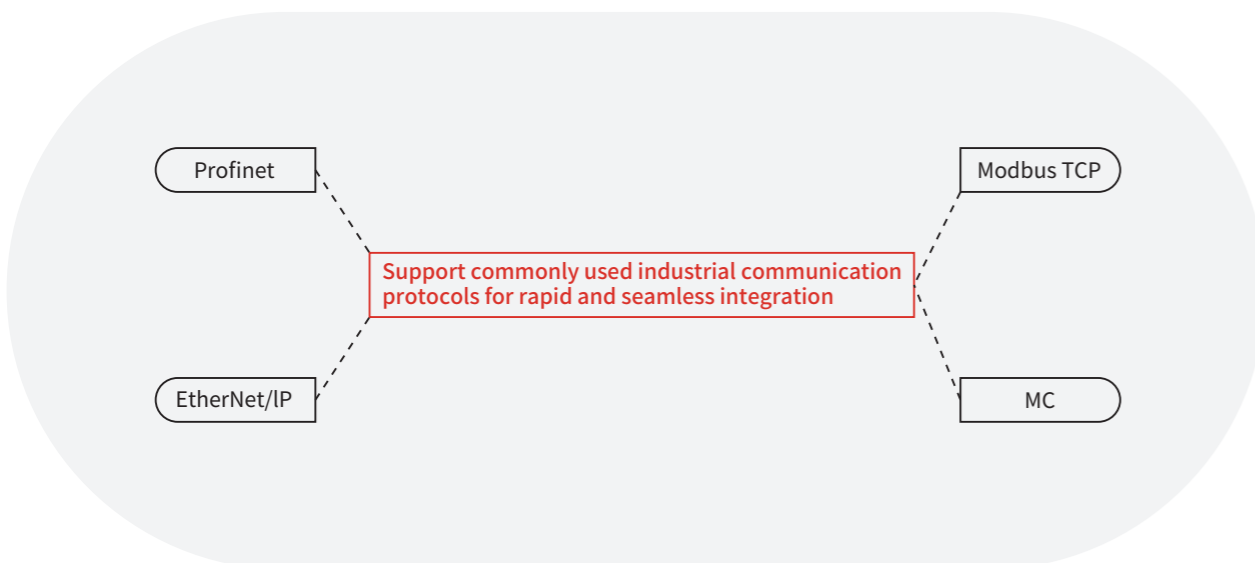 Profinet
Modbus TCP
Support commonly used industrial communication
protocols for rapid and seamless integration
EtherNet/lP
MC